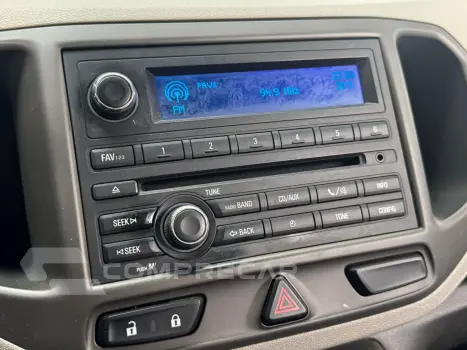 FAV1
94.9 MHz
FM
FAV 1 2 3
1 2 3 4 5 6
TUNE
SEEK
RADIO BAND
CD/AUX
INFO
SEEK
BACK
TONE
CONFIG
PUSH
COMPRECAR